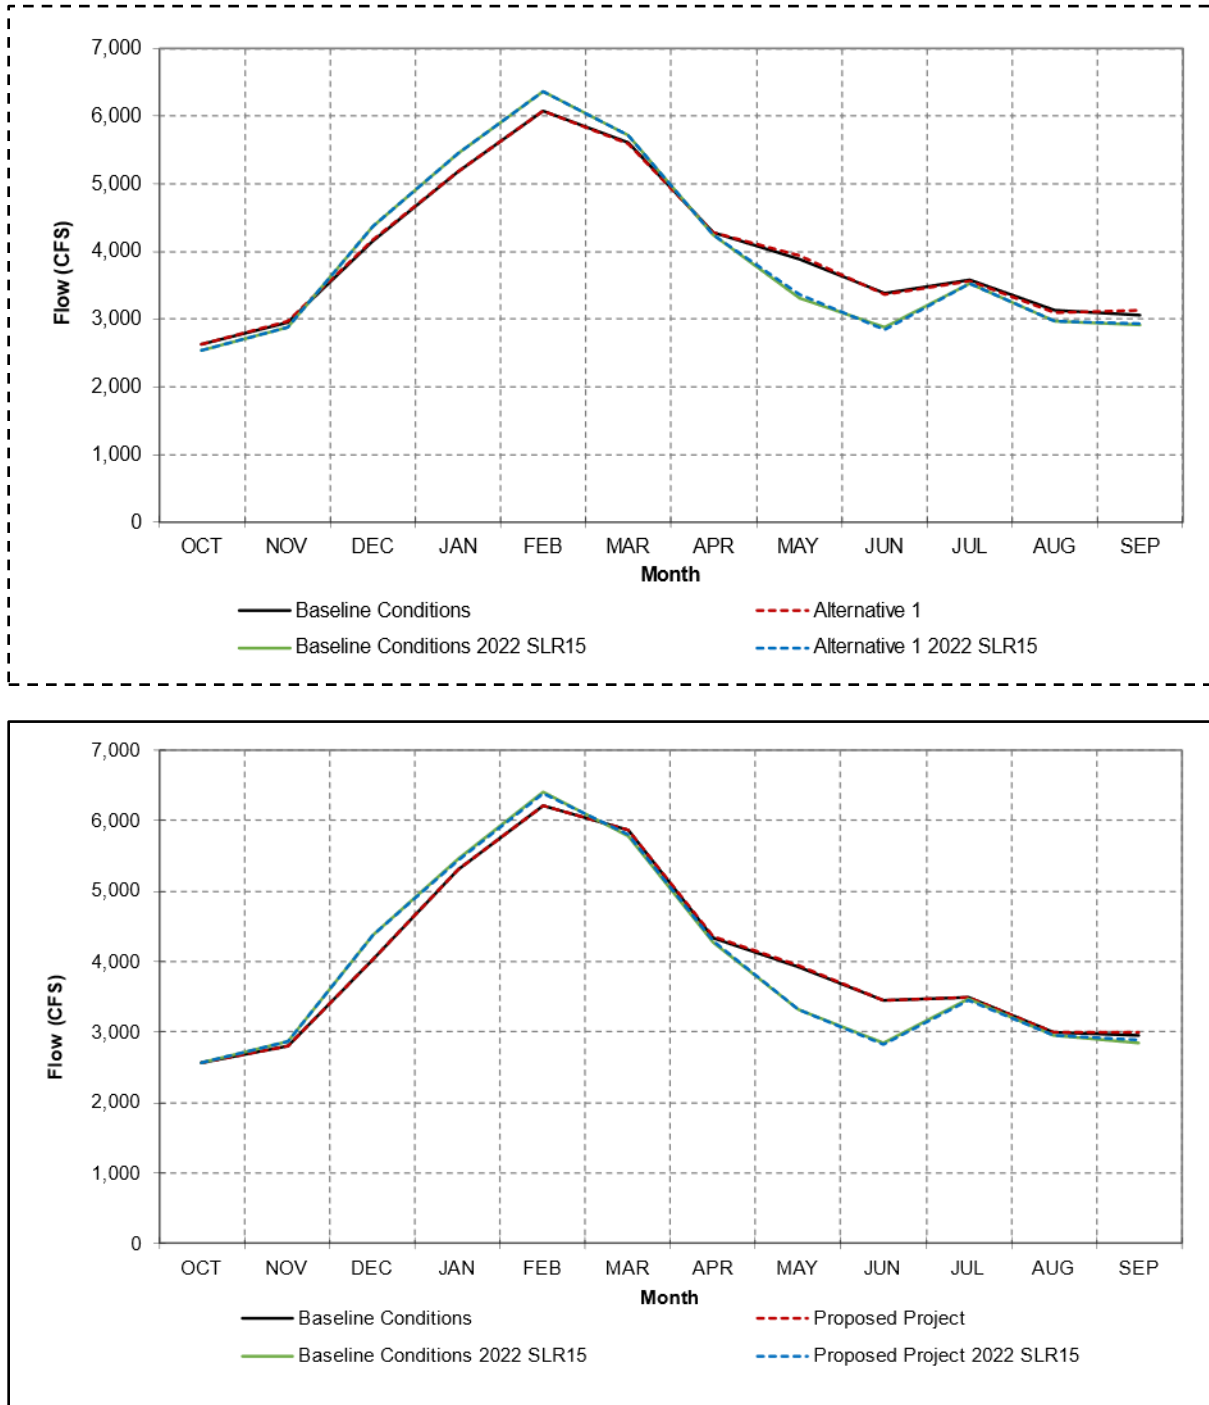 7,000
6,000
5,000
4,000
3,000
2,000
1,000
0
Flow (CFS)
OCT NOV DEC JAN FEB MAR APR MAY JUN JUL AUG SEP
Month
Baseline Conditions Alternative 1
Baseline Conditions 2022 SLR15 Alternative 1 2022 SLR15
7,000
6,000
5,000
4,000
3,000
2,000
1,000
0
Flow (CFS)
OCT NOV DEC JAN FEB MAR APR MAY JUN JUL AUG SEP
Month
Baseline Conditions Proposed Project
Baseline Conditions 2022 SLR15 Proposed Project 2022 SLR15